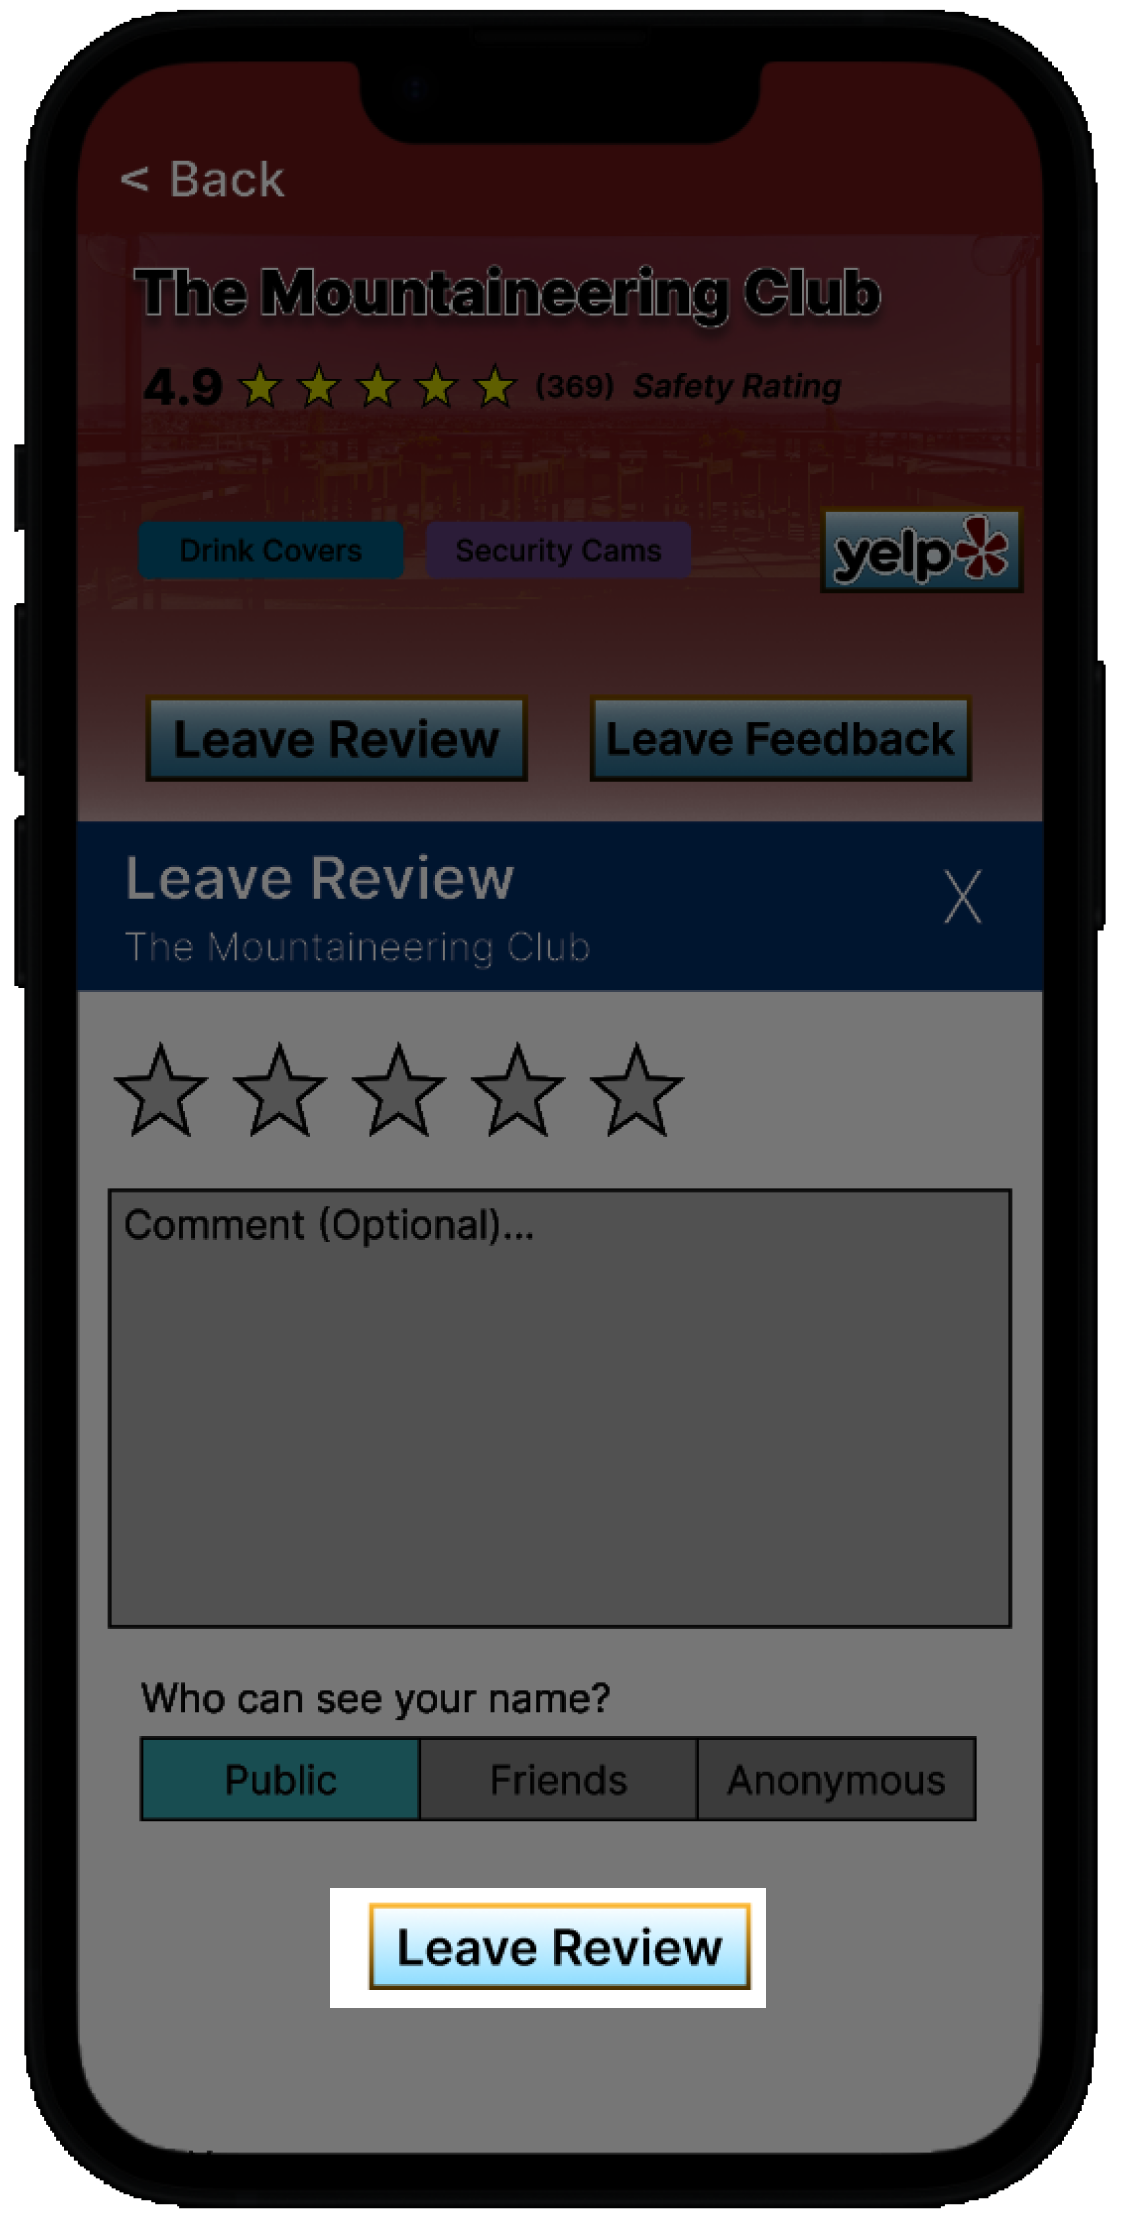 < Back
The Mountaineering Club
4.9 (369) Safety Rating
Drink Covers Security Cams yelp
Leave Review Leave Feedback
Leave Review X
The Mountaineering Club
Comment (Optional)...
Who can see your name?
Public Friends Anonymous
Leave Review